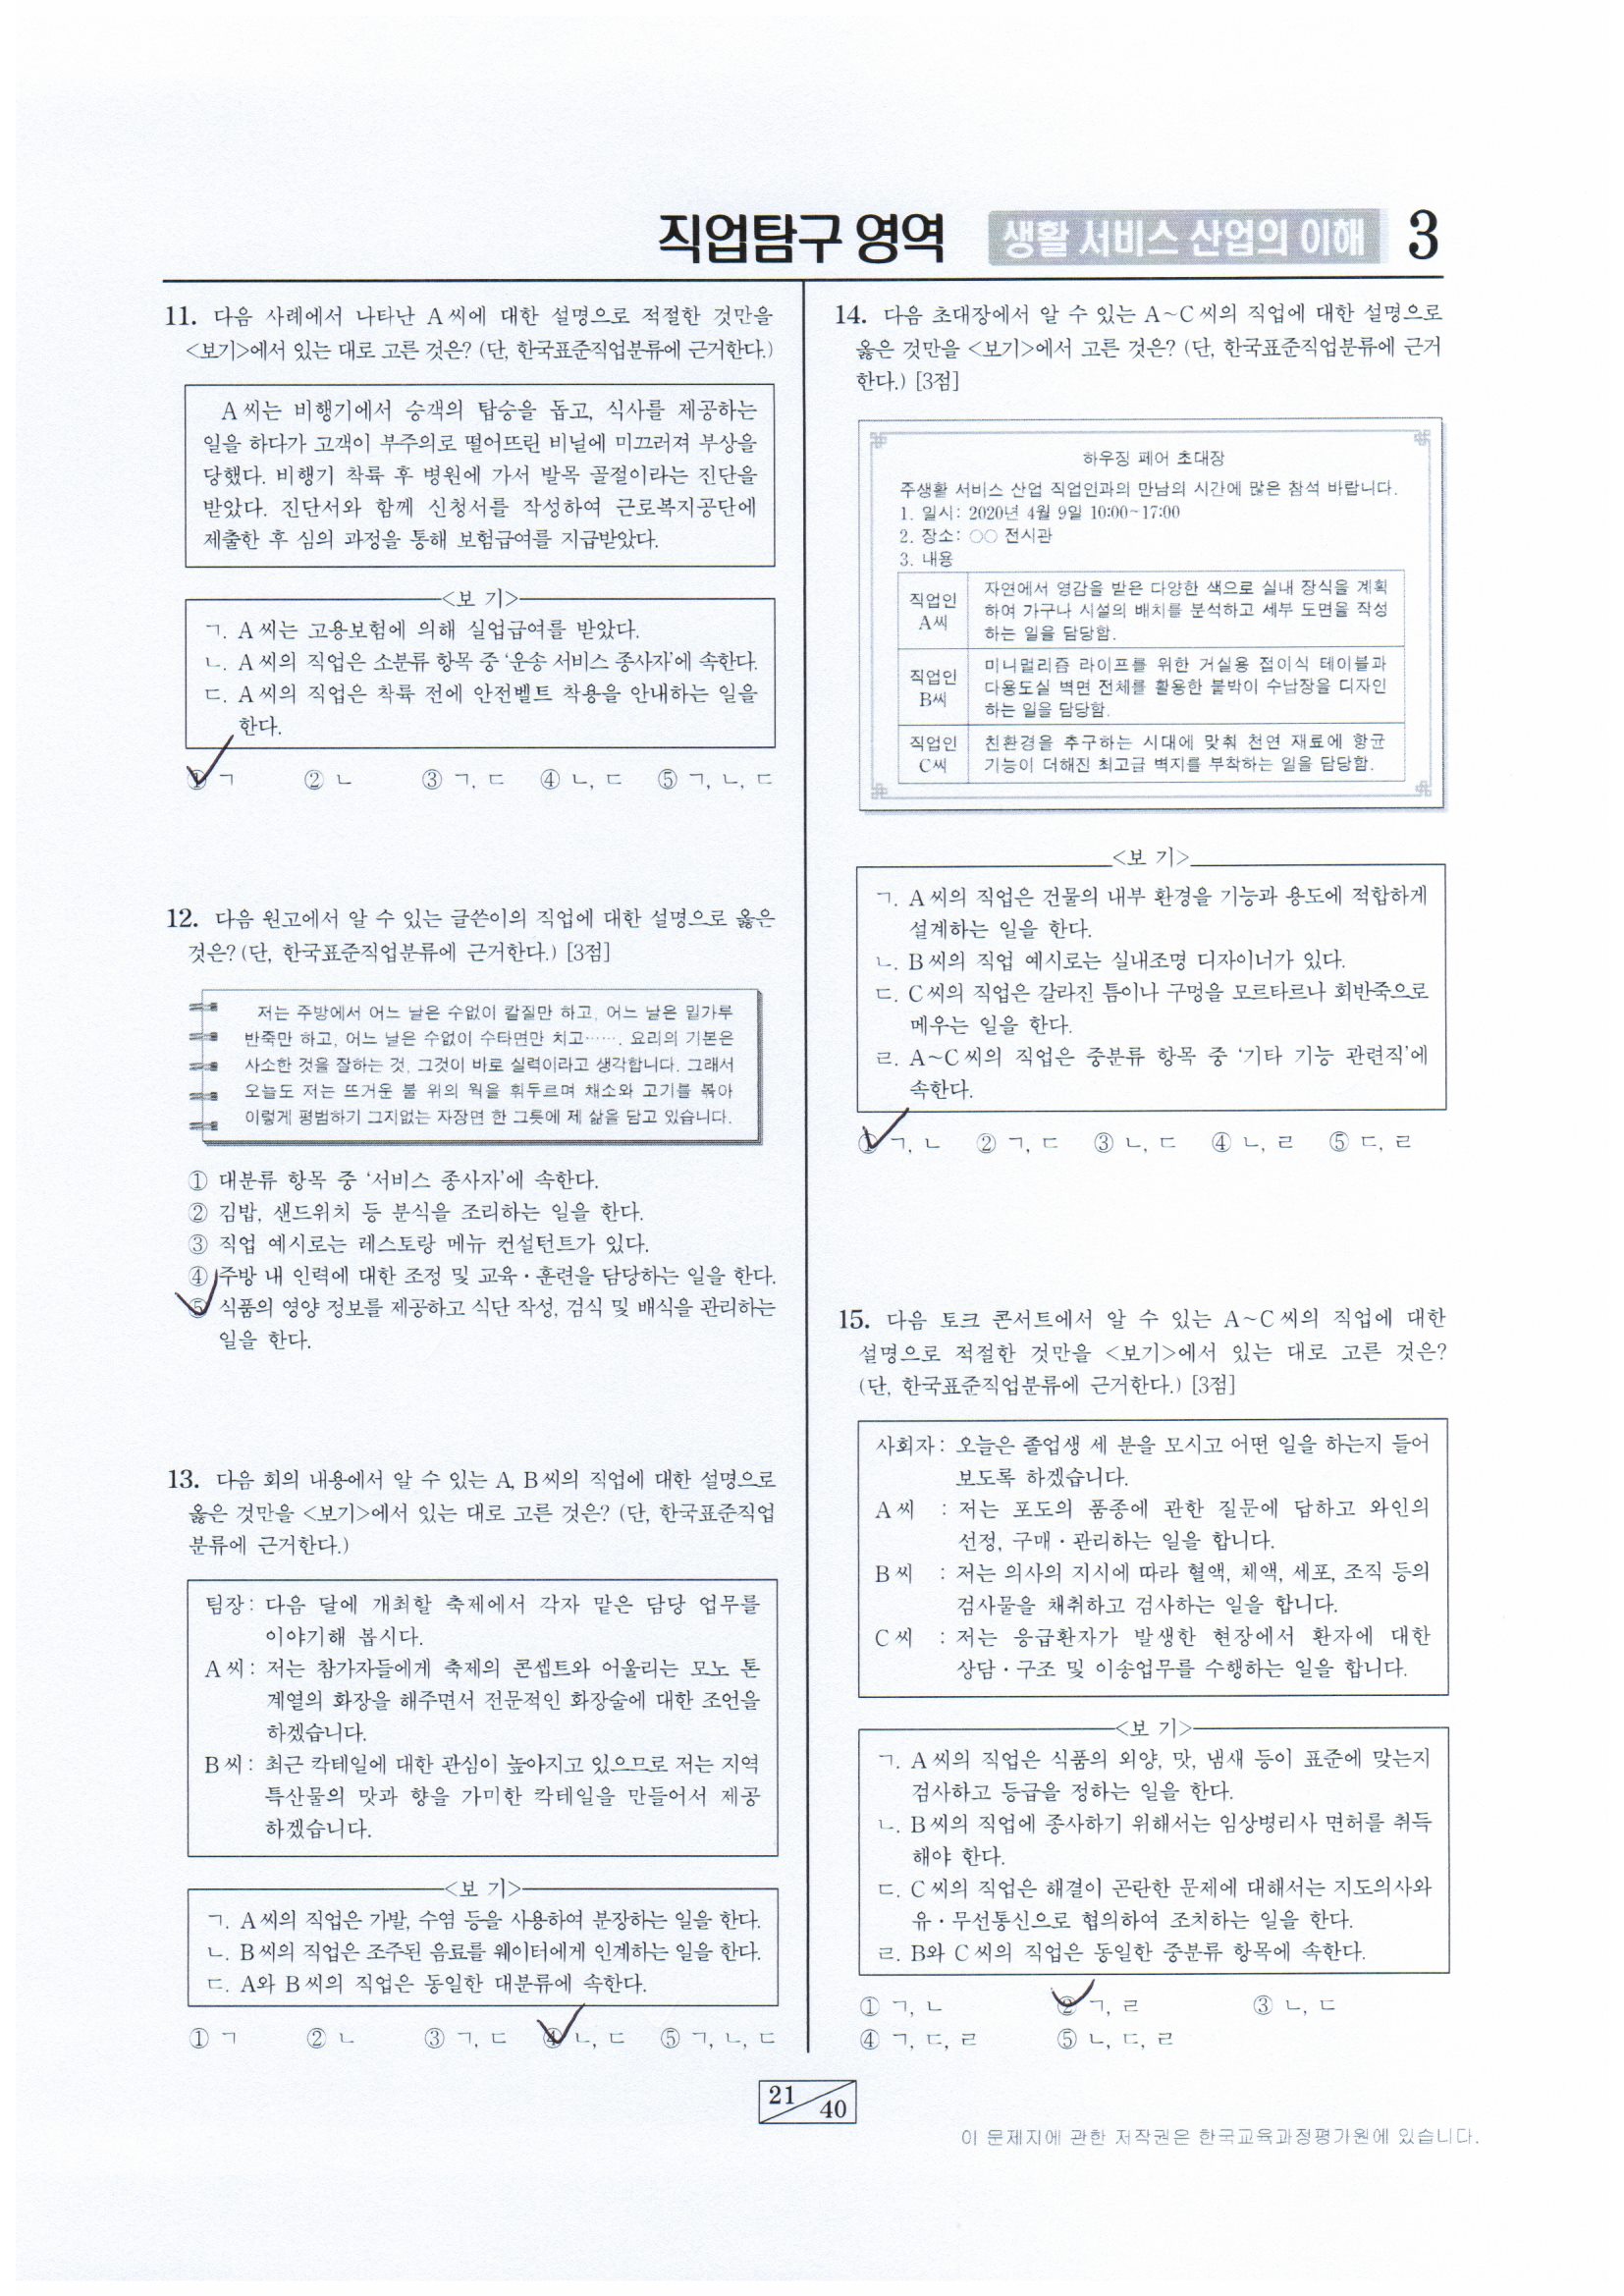 직업탐구 영역 생활 서비스 산업의 이해 3
11. 다음 사례에서 나타난 A씨에 대한 설명으로 적절한 것만을
<보기>에서 있는 대로 고른 것은? (단, 한국표준직업분류에 근거한다.)
A씨는 비행기에서 승객의 탑승을 돕고, 식사를 제공하는
일을 하다가 고객이 부주의로 떨어뜨린 비닐에 미끄러져 부상을
당했다. 비행기 착륙 후 병원에 가서 발목 골절이라는 진단을
받았다. 진단서와 함께 신청서를 작성하여 근로복지공단에
제출한 후 심의 과정을 통해 보험급여를 지급받았다.
<보 기>
ㄱ. A씨는 고용보험에 의해 실업급여를 받았다.
ㄴ. A씨의 직업은 소분류 항목 중 ‘운송 서비스 종사자’에 속한다.
ㄷ. A씨의 직업은 착륙 전에 안전벨트 착용을 안내하는 일을
한다.
① ㄱ ② ㄴ ③ ㄱ, ㄷ ④ ㄴ, ㄷ ⑤ ㄱ, ㄴ, ㄷ
12. 다음 원고에서 알 수 있는 글쓴이의 직업에 대한 설명으로 옳은
것은? (단, 한국표준직업분류에 근거한다.) [3점]
저는 주방에서 어느 날은 수없이 칼질만 하고, 어느 날은 밀가루
반죽만 하고, 어느 날은 수없이 수타면만 치고……. 요리의 기본은
사소한 것을 잘하는 것, 그것이 바로 실력이라고 생각합니다. 그래서
오늘도 저는 뜨거운 불 위의 웍을 휘두르며 채소와 고기를 볶아
이렇게 평범하기 그지없는 자장면 한 그릇에 제 삶을 담고 있습니다.
① 대분류 항목 중 ‘서비스 종사자’에 속한다.
② 김밥, 샌드위치 등 분식을 조리하는 일을 한다.
③ 직업 예시로는 레스토랑 메뉴 컨설턴트가 있다.
④ 주방 내 인력에 대한 조정 및 교육·훈련을 담당하는 일을 한다.
⑤ 식품의 영양 정보를 제공하고 식단 작성, 검식 및 배식을 관리하는
일을 한다.
13. 다음 회의 내용에서 알 수 있는 A, B씨의 직업에 대한 설명으로
옳은 것만을 <보기>에서 있는 대로 고른 것은? (단, 한국표준직업
분류에 근거한다.)
팀장: 다음 달에 개최할 축제에서 각자 맡은 담당 업무를
이야기해 봅시다.
A씨: 저는 참가자들에게 축제의 콘셉트와 어울리는 모노 톤
계열의 화장을 해주면서 전문적인 화장술에 대한 조언을
하겠습니다.
B씨: 최근 칵테일에 대한 관심이 높아지고 있으므로 저는 지역
특산물의 맛과 향을 가미한 칵테일을 만들어서 제공
하겠습니다.
<보 기>
ㄱ. A씨의 직업은 가발, 수염 등을 사용하여 분장하는 일을 한다.
ㄴ. B씨의 직업은 조주된 음료를 웨이터에게 인계하는 일을 한다.
ㄷ. A와 B씨의 직업은 동일한 대분류에 속한다.
① ㄱ ② ㄴ ③ ㄱ, ㄷ ④ ㄴ, ㄷ ⑤ ㄱ, ㄴ, ㄷ
14. 다음 초대장에서 알 수 있는 A~C씨의 직업에 대한 설명으로
옳은 것만을 <보기>에서 고른 것은? (단, 한국표준직업분류에 근거
한다.) [3점]
하우징 페어 초대장
주생활 서비스 산업 직업인과의 만남의 시간에 많은 참석 바랍니다.
1. 일시: 2020년 4월 9일 10:00~17:00
2. 장소: ○○ 전시관
3. 내용
직업인 A씨
자연에서 영감을 받은 다양한 색으로 실내 장식을 계획
하여 가구나 시설의 배치를 분석하고 세부 도면을 작성
하는 일을 담당함.
직업인 B씨
미니멀리즘 라이프를 위한 거실용 접이식 테이블과
다용도실 벽면 전체를 활용한 붙박이 수납장을 디자인
하는 일을 담당함.
직업인 C씨
친환경을 추구하는 시대에 맞춰 천연 재료에 항균
기능이 더해진 최고급 벽지를 부착하는 일을 담당함.
<보 기>
ㄱ. A씨의 직업은 건물의 내부 환경을 기능과 용도에 적합하게
설계하는 일을 한다.
ㄴ. B씨의 직업 예시로는 실내조명 디자이너가 있다.
ㄷ. C씨의 직업은 갈라진 틈이나 구멍을 모르타르나 회반죽으로
메우는 일을 한다.
ㄹ. A~C씨의 직업은 중분류 항목 중 ‘기타 기능 관련직’에
속한다.
① ㄱ, ㄴ ② ㄱ, ㄷ ③ ㄴ, ㄷ ④ ㄴ, ㄹ ⑤ ㄷ, ㄹ
15. 다음 토크 콘서트에서 알 수 있는 A~C씨의 직업에 대한
설명으로 적절한 것만을 <보기>에서 있는 대로 고른 것은?
(단, 한국표준직업분류에 근거한다.) [3점]
사회자: 오늘은 졸업생 세 분을 모시고 어떤 일을 하는지 들어
보도록 하겠습니다.
A씨 : 저는 포도의 품종에 관한 질문에 답하고 와인의
선정, 구매·관리하는 일을 합니다.
B씨 : 저는 의사의 지시에 따라 혈액, 체액, 세포, 조직 등의
검사물을 채취하고 검사하는 일을 합니다.
C씨 : 저는 응급환자가 발생한 현장에서 환자에 대한
상담·구조 및 이송업무를 수행하는 일을 합니다.
<보 기>
ㄱ. A씨의 직업은 식품의 외양, 맛, 냄새 등이 표준에 맞는지
검사하고 등급을 정하는 일을 한다.
ㄴ. B씨의 직업에 종사하기 위해서는 임상병리사 면허를 취득
해야 한다.
ㄷ. C씨의 직업은 해결이 곤란한 문제에 대해서는 지도의사와
유·무선통신으로 협의하여 조치하는 일을 한다.
ㄹ. B와 C씨의 직업은 동일한 중분류 항목에 속한다.
① ㄱ, ㄴ ② ㄱ, ㄹ ③ ㄴ, ㄷ
④ ㄱ, ㄷ, ㄹ ⑤ ㄴ, ㄷ, ㄹ
21 40
이 문제지에 관한 저작권은 한국교육과정평가원에 있습니다.